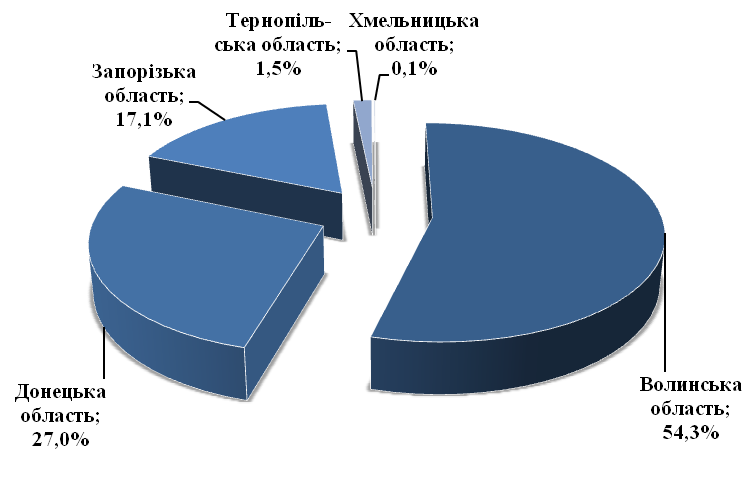 Тернопіль-
ська область;
1,5%
Хмельницька
область;
0,1%
Запорізька
область;
17,1%
Донецька
область;
27,0%
Волинська
область;
54,3%